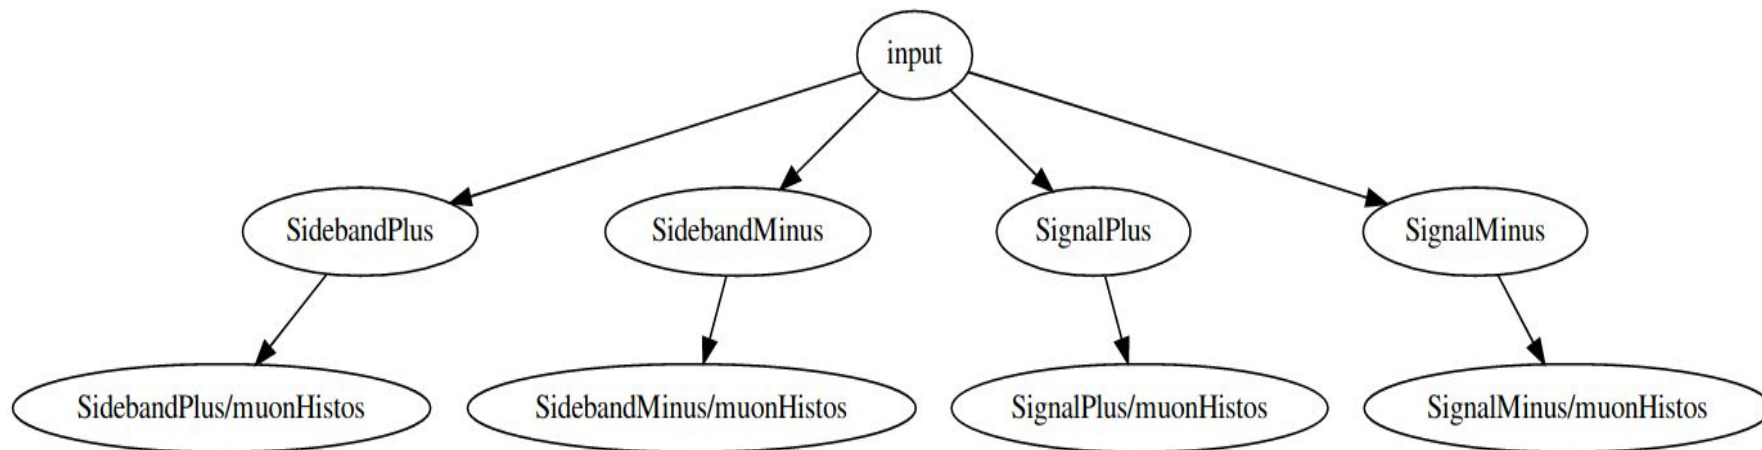 input
SidebandPlus
SidebandMinus
SignalPlus
SignalMinus
SidebandPlus/muonHistos
SidebandMinus/muonHistos
SignalPlus/muonHistos
SignalMinus/muonHistos